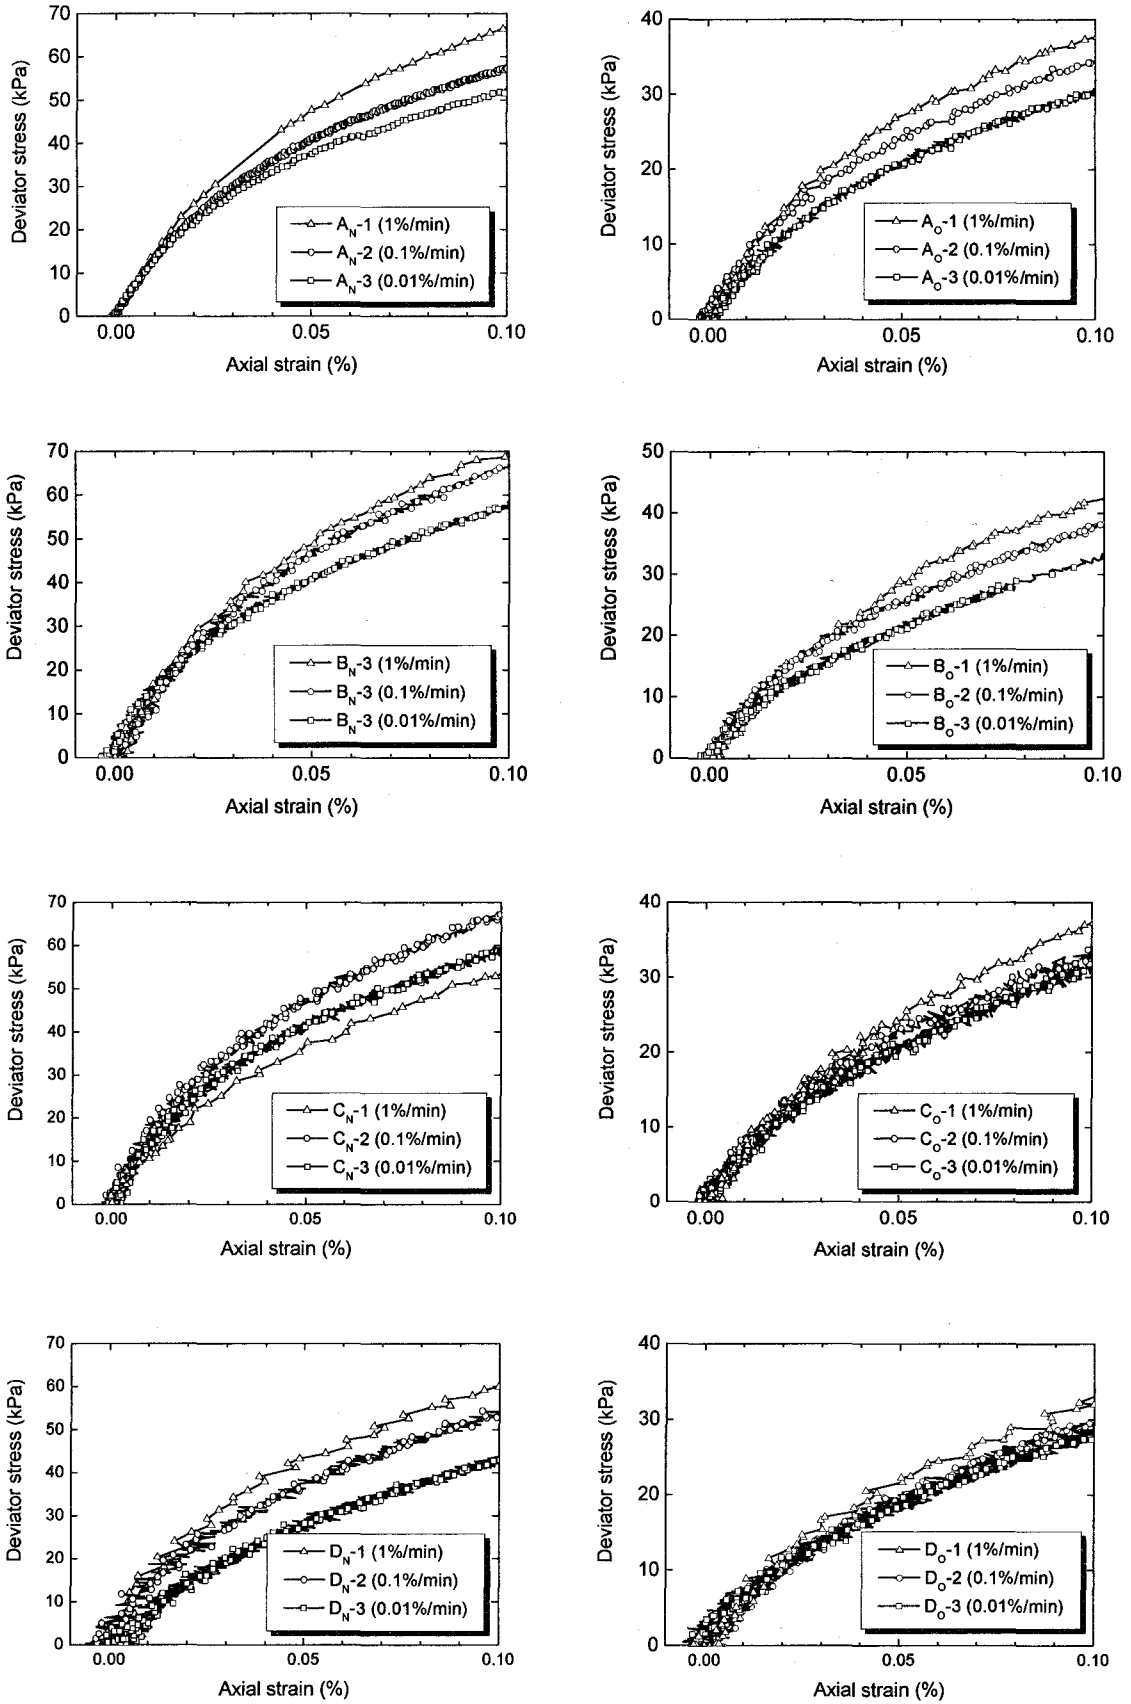 70
60
50
40
30
20
10
0
Deviator stress (kPa)
A_N-1 (1%/min)
A_N-2 (0.1%/min)
A_N-3 (0.01%/min)
0.00 0.05 0.10
Axial strain (%)
40
30
20
10
0
Deviator stress (kPa)
A_O-1 (1%/min)
A_O-2 (0.1%/min)
A_O-3 (0.01%/min)
0.00 0.05 0.10
Axial strain (%)
70
60
50
40
30
20
10
0
Deviator stress (kPa)
B_N-3 (1%/min)
B_N-3 (0.1%/min)
B_N-3 (0.01%/min)
0.00 0.05 0.10
Axial strain (%)
50
40
30
20
10
0
Deviator stress (kPa)
B_O-1 (1%/min)
B_O-2 (0.1%/min)
B_O-3 (0.01%/min)
0.00 0.05 0.10
Axial strain (%)
70
60
50
40
30
20
10
0
Deviator stress (kPa)
C_N-1 (1%/min)
C_N-2 (0.1%/min)
C_N-3 (0.01%/min)
0.00 0.05 0.10
Axial strain (%)
40
30
20
10
0
Deviator stress (kPa)
C_O-1 (1%/min)
C_O-2 (0.1%/min)
C_O-3 (0.01%/min)
0.00 0.05 0.10
Axial strain (%)
70
60
50
40
30
20
10
0
Deviator stress (kPa)
D_N-1 (1%/min)
D_N-2 (0.1%/min)
D_N-3 (0.01%/min)
0.00 0.05 0.10
Axial strain (%)
40
30
20
10
0
Deviator stress (kPa)
D_O-1 (1%/min)
D_O-2 (0.1%/min)
D_O-3 (0.01%/min)
0.00 0.05 0.10
Axial strain (%)